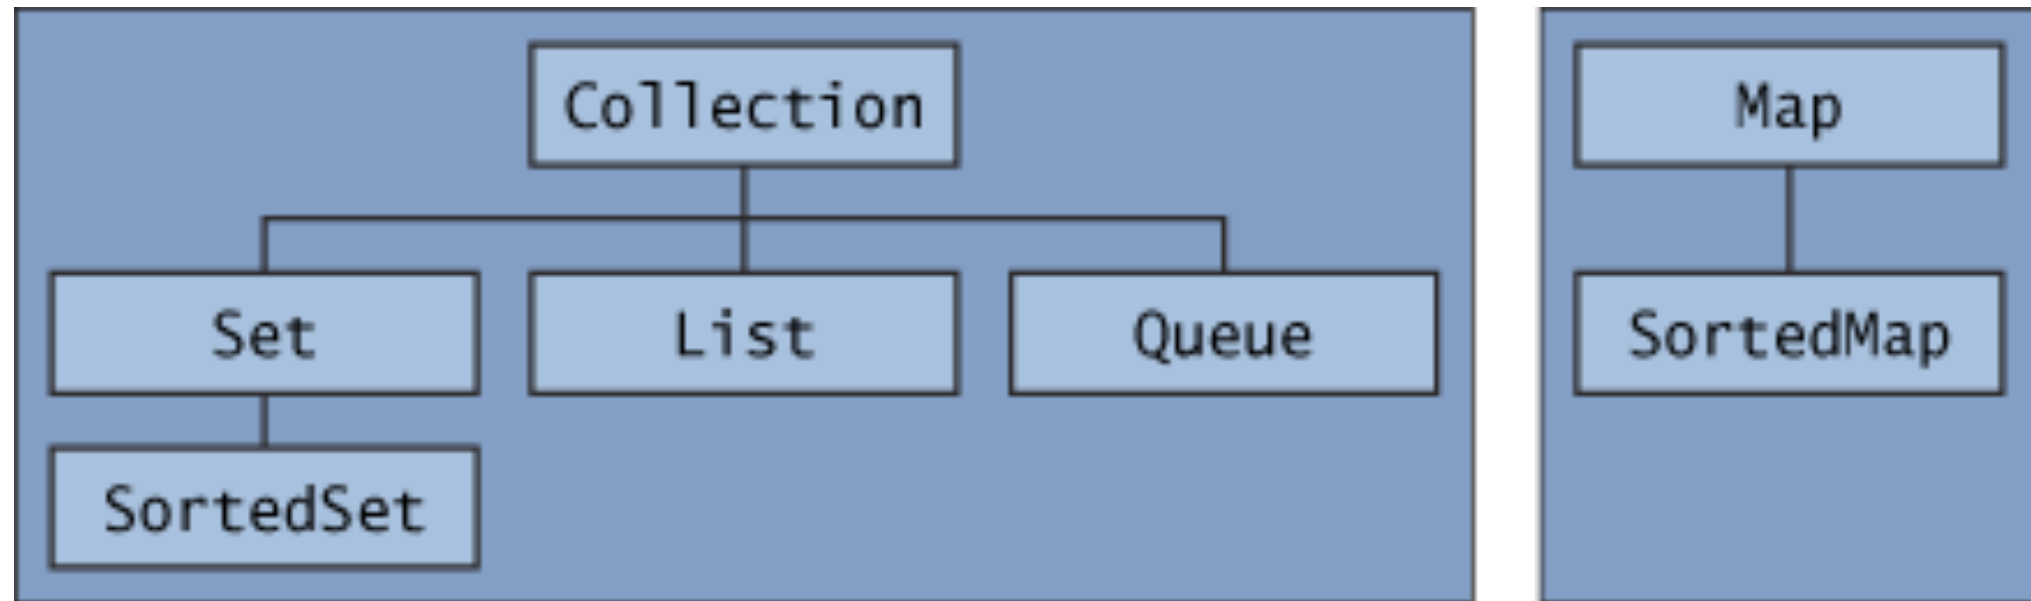 Collection
Map
Set
List
Queue
SortedMap
SortedSet